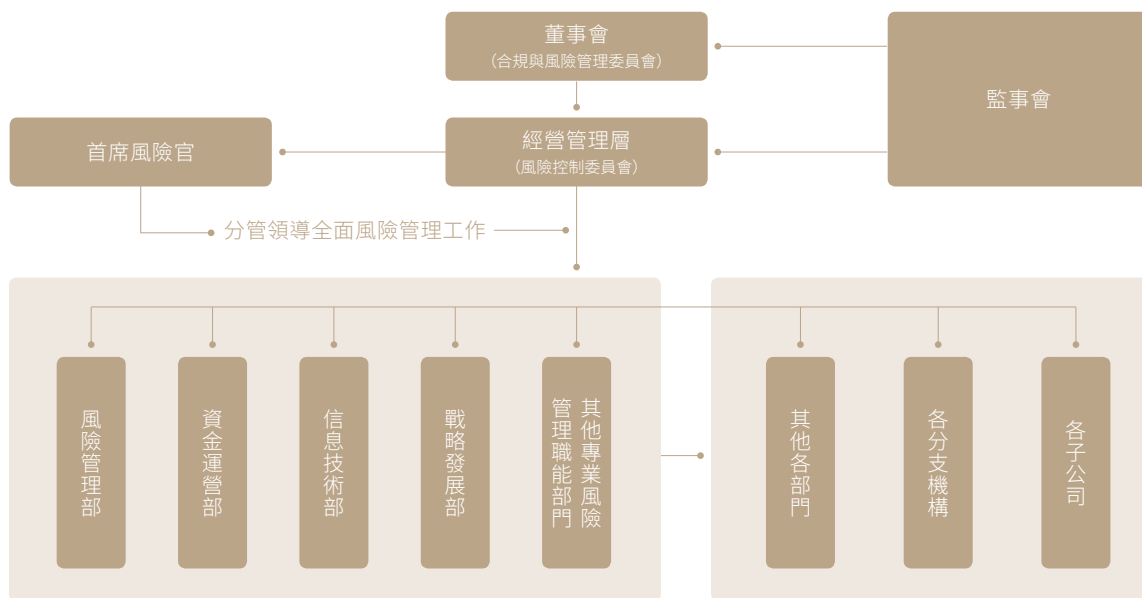 董事會
（合規與風險管理委員會）
監事會
首席風險官
經營管理層
（風險控制委員會）
分管領導全面風險管理工作
風險管理部
資金運營部
信息技術部
戰略發展部
其他專業風險
管理職能部門
其他各部門
各分支機構
各子公司